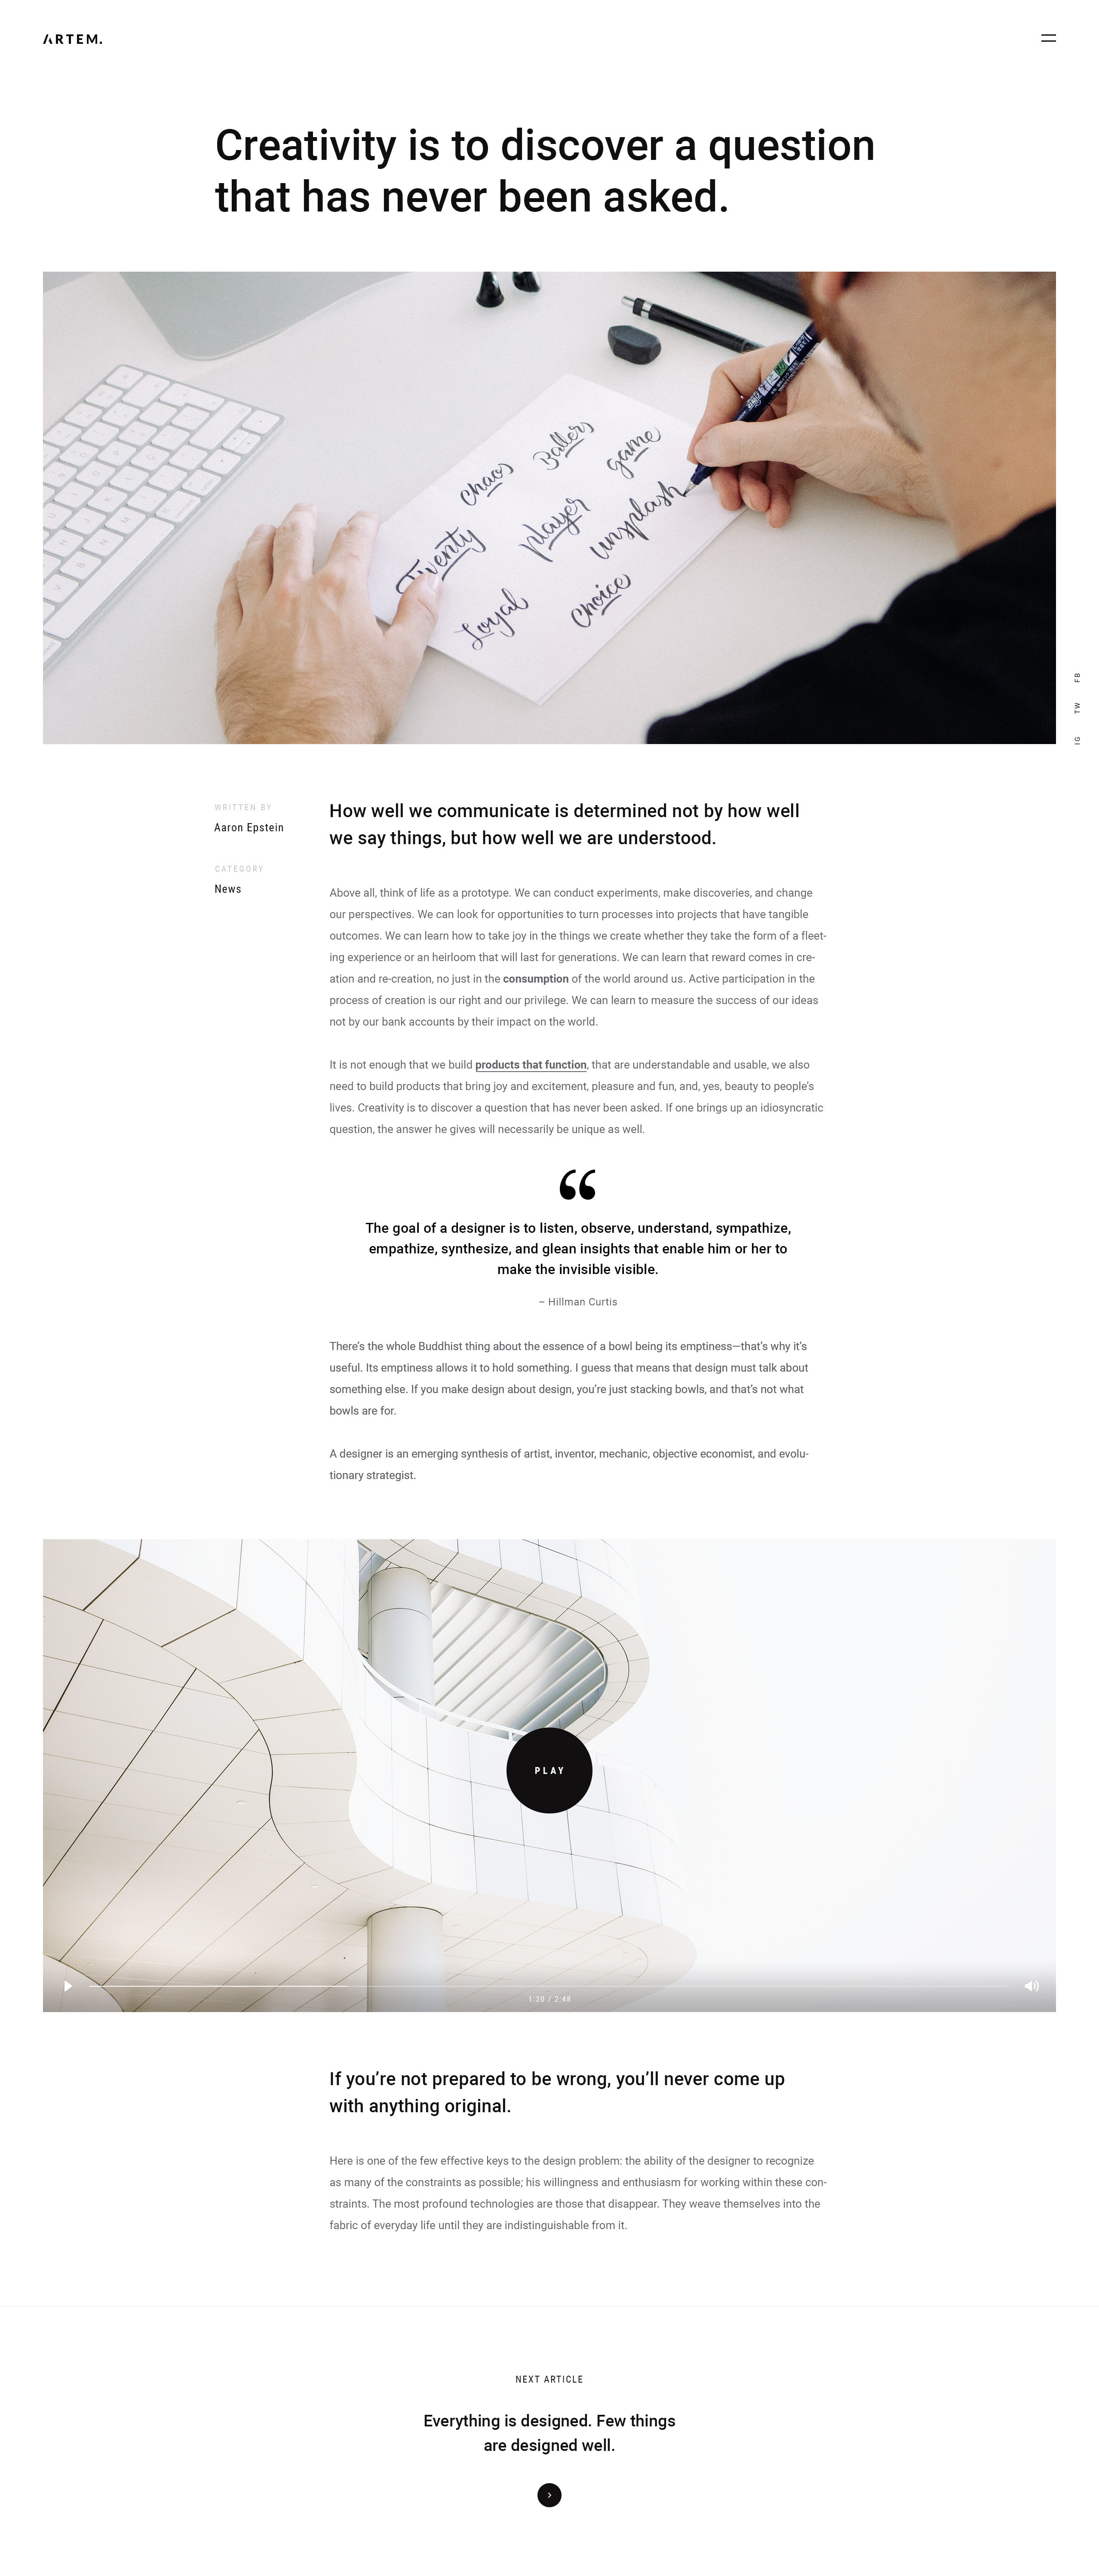 ARTEM.
Creativity is to discover a question
that has never been asked.
Twenty
chaos
Ballers
player
game
unsplash
Loyal
Choice
FB
TW
IG
WRITTEN BY
Aaron Epstein
CATEGORY
News
How well we communicate is determined not by how well
we say things, but how well we are understood.
Above all, think of life as a prototype. We can conduct experiments, make discoveries, and change
our perspectives. We can look for opportunities to turn processes into projects that have tangible
outcomes. We can learn how to take joy in the things we create whether they take the form of a fleet-
ing experience or an heirloom that will last for generations. We can learn that reward comes in cre-
ation and re-creation, no just in the consumption of the world around us. Active participation in the
process of creation is our right and our privilege. We can learn to measure the success of our ideas
not by our bank accounts by their impact on the world.
It is not enough that we build products that function, that are understandable and usable, we also
need to build products that bring joy and excitement, pleasure and fun, and, yes, beauty to people’s
lives. Creativity is to discover a question that has never been asked. If one brings up an idiosyncratic
question, the answer he gives will necessarily be unique as well.
“
The goal of a designer is to listen, observe, understand, sympathize,
empathize, synthesize, and glean insights that enable him or her to
make the invisible visible.
– Hillman Curtis
There’s the whole Buddhist thing about the essence of a bowl being its emptiness—that’s why it’s
useful. Its emptiness allows it to hold something. I guess that means that design must talk about
something else. If you make design about design, you’re just stacking bowls, and that’s not what
bowls are for.
A designer is an emerging synthesis of artist, inventor, mechanic, objective economist, and evolu-
tionary strategist.
PLAY
1:20 / 2:48
If you’re not prepared to be wrong, you’ll never come up
with anything original.
Here is one of the few effective keys to the design problem: the ability of the designer to recognize
as many of the constraints as possible; his willingness and enthusiasm for working within these con-
straints. The most profound technologies are those that disappear. They weave themselves into the
fabric of everyday life until they are indistinguishable from it.
NEXT ARTICLE
Everything is designed. Few things
are designed well.